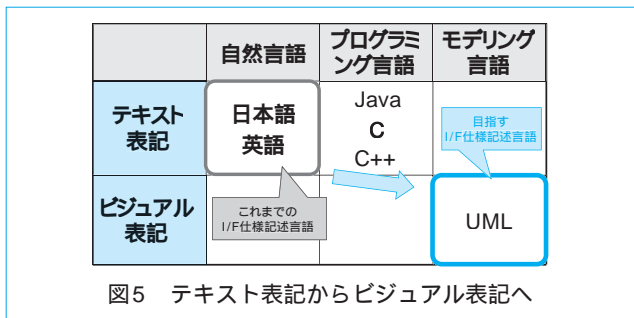 自然言語
プログラミ
ング言語
モデリング
言語
テキスト
表記
日本語
英語
Java
C
C++
目指す
I/F仕様記述言語
ビジュアル
表記
これまでの
I/F仕様記述言語
UML
図5 テキスト表記からビジュアル表記へ